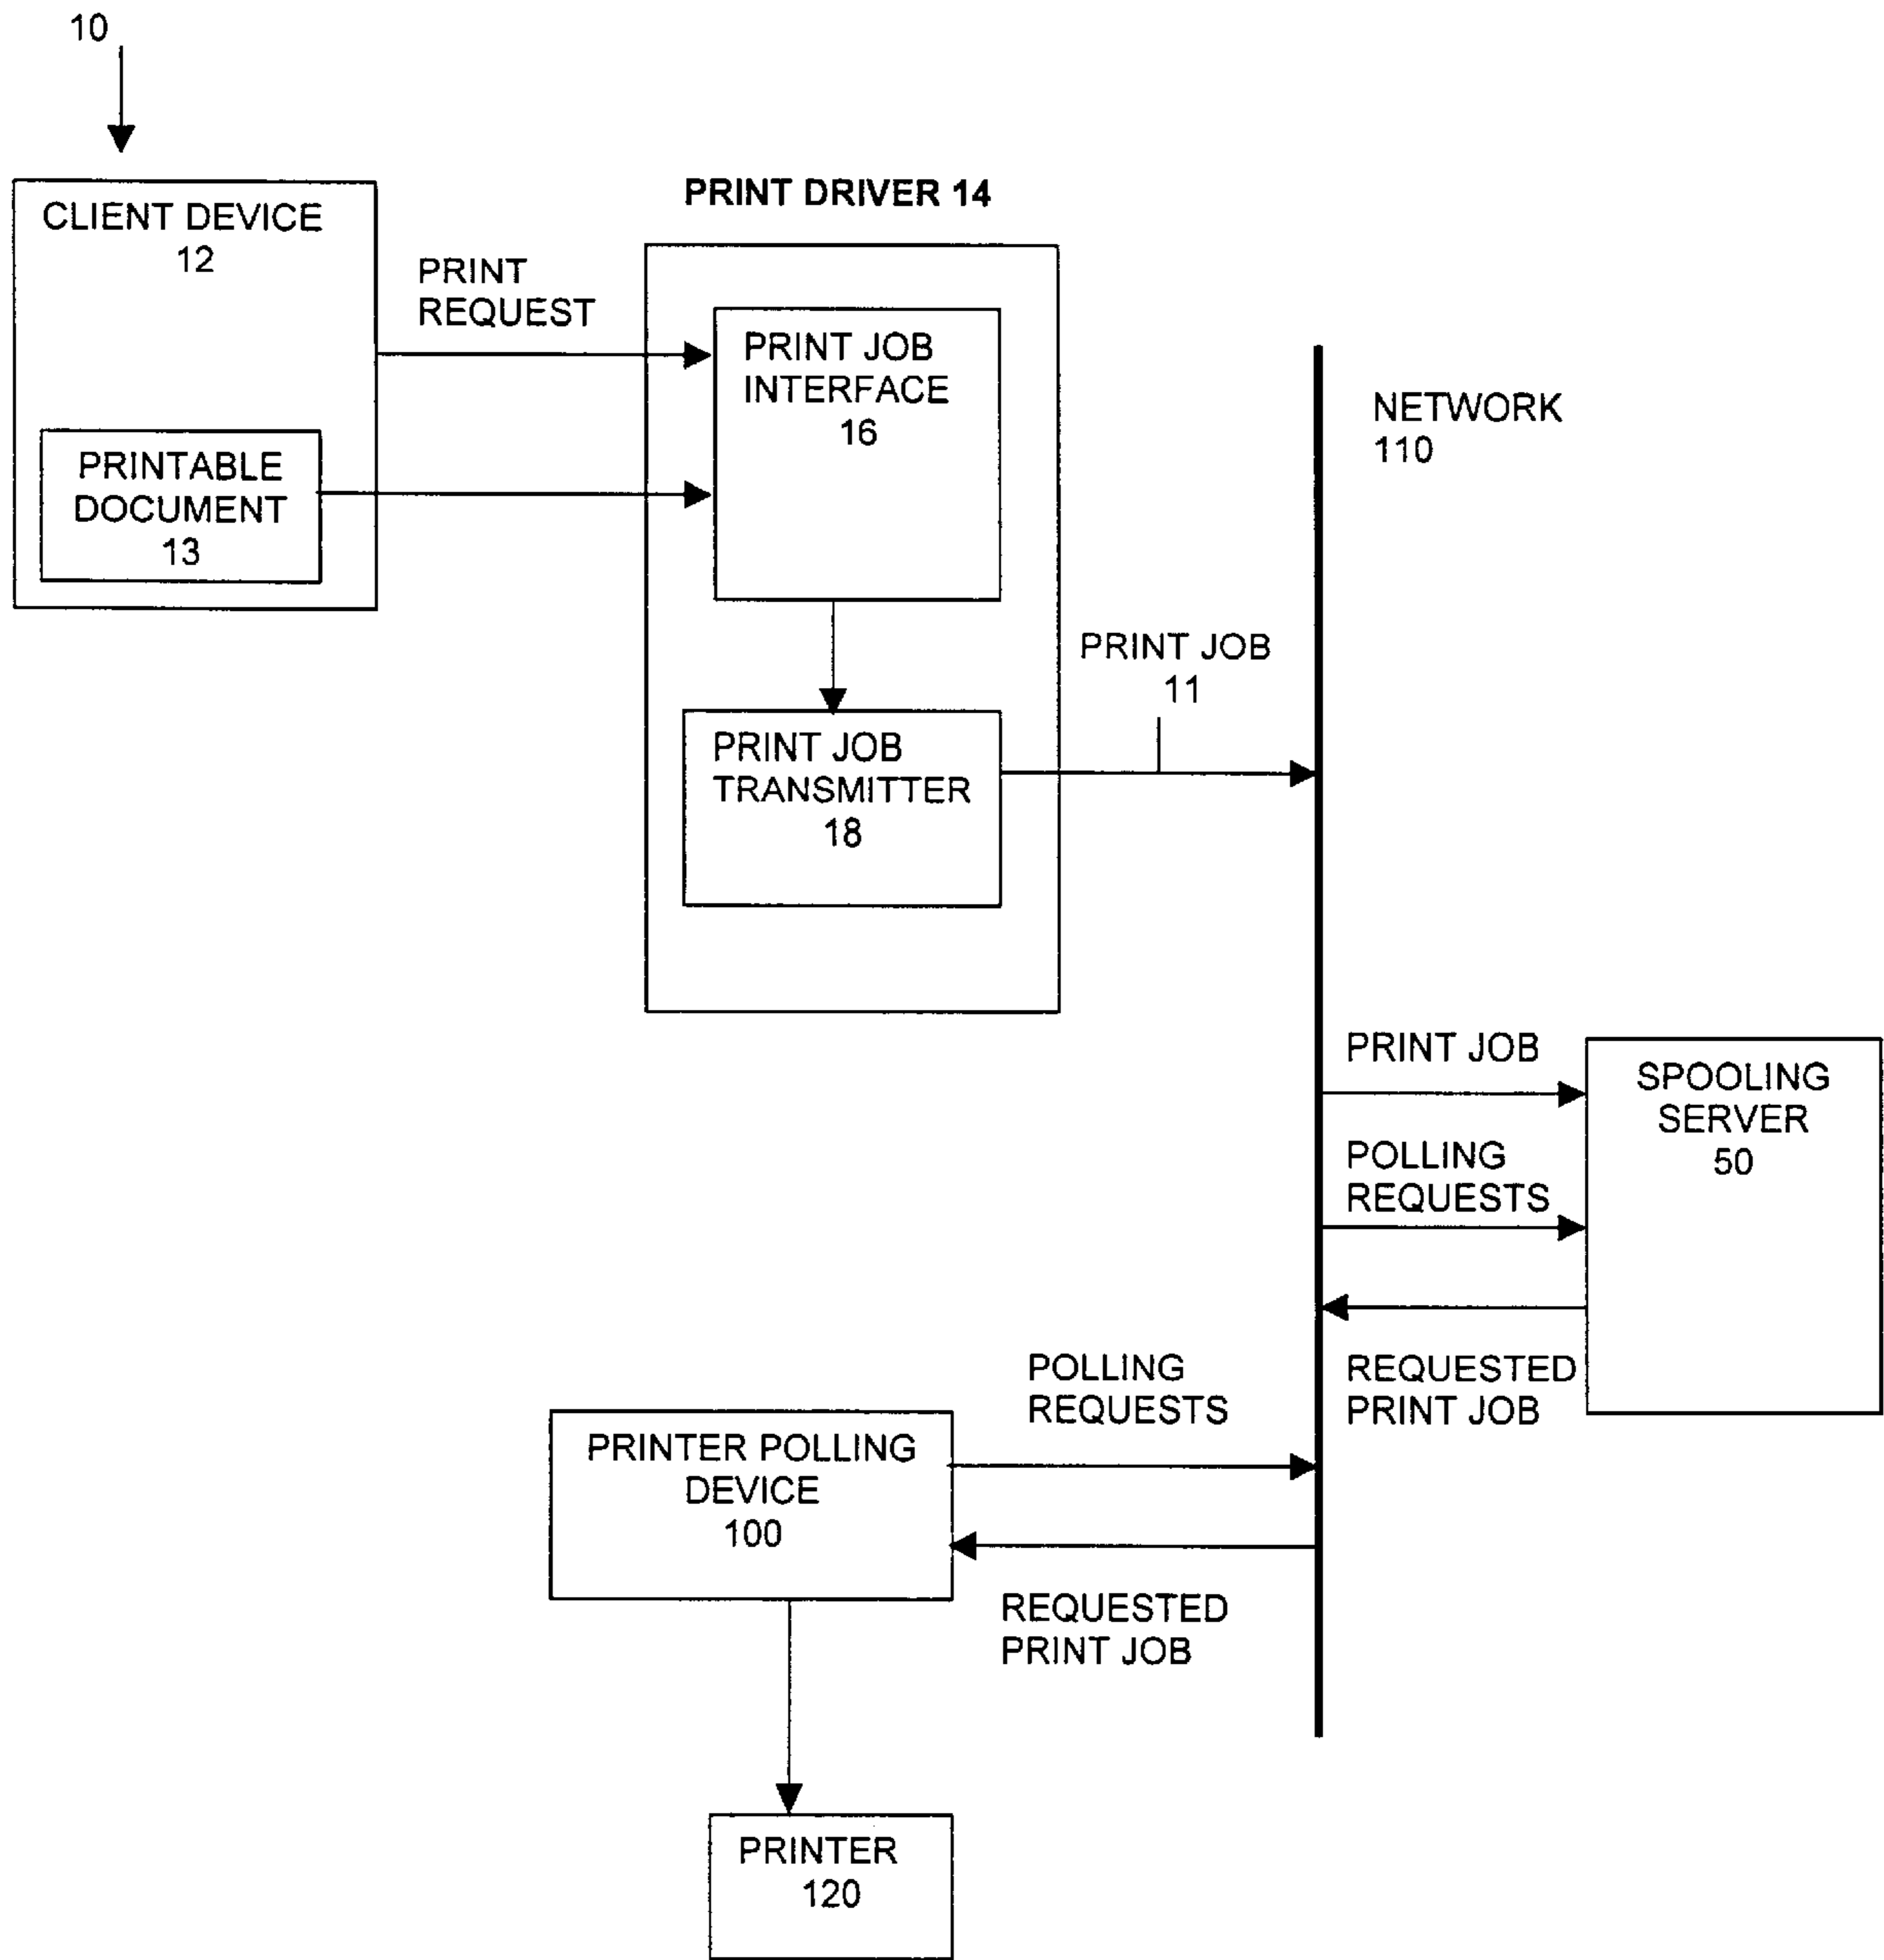 10
CLIENT DEVICE
12
PRINTABLE
DOCUMENT
13
PRINT
REQUEST
PRINT DRIVER 14
PRINT JOB
INTERFACE
16
PRINT JOB
TRANSMITTER
18
PRINT JOB
11
NETWORK
110
PRINT JOB
POLLING
REQUESTS
SPOOLING
SERVER
50
REQUESTED
PRINT JOB
POLLING
REQUESTS
PRINTER POLLING
DEVICE
100
REQUESTED
PRINT JOB
PRINTER
120